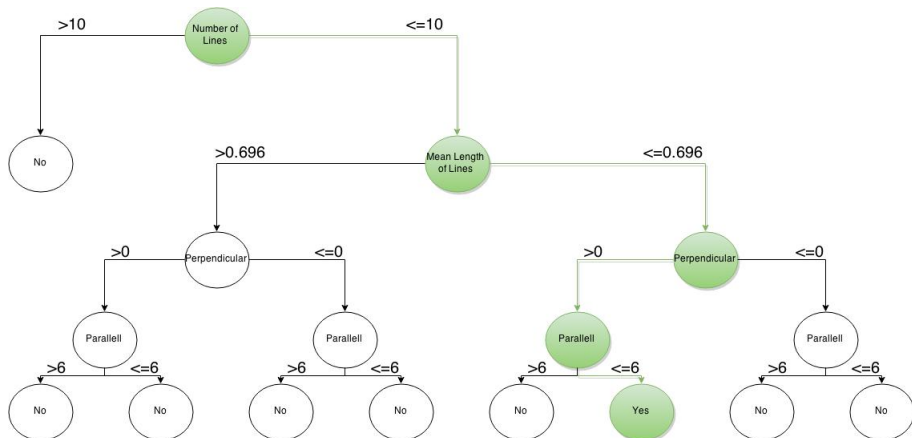 >10
Number of
Lines
<=10
No
>0.696
Mean Length
of Lines
<=0.696
>0
Perpendicular
<=0
>0
Perpendicular
<=0
Parallell
Parallell
Parallell
Parallell
>6
<=6
>6
<=6
>6
<=6
>6
<=6
No
No
No
No
No
Yes
No
No